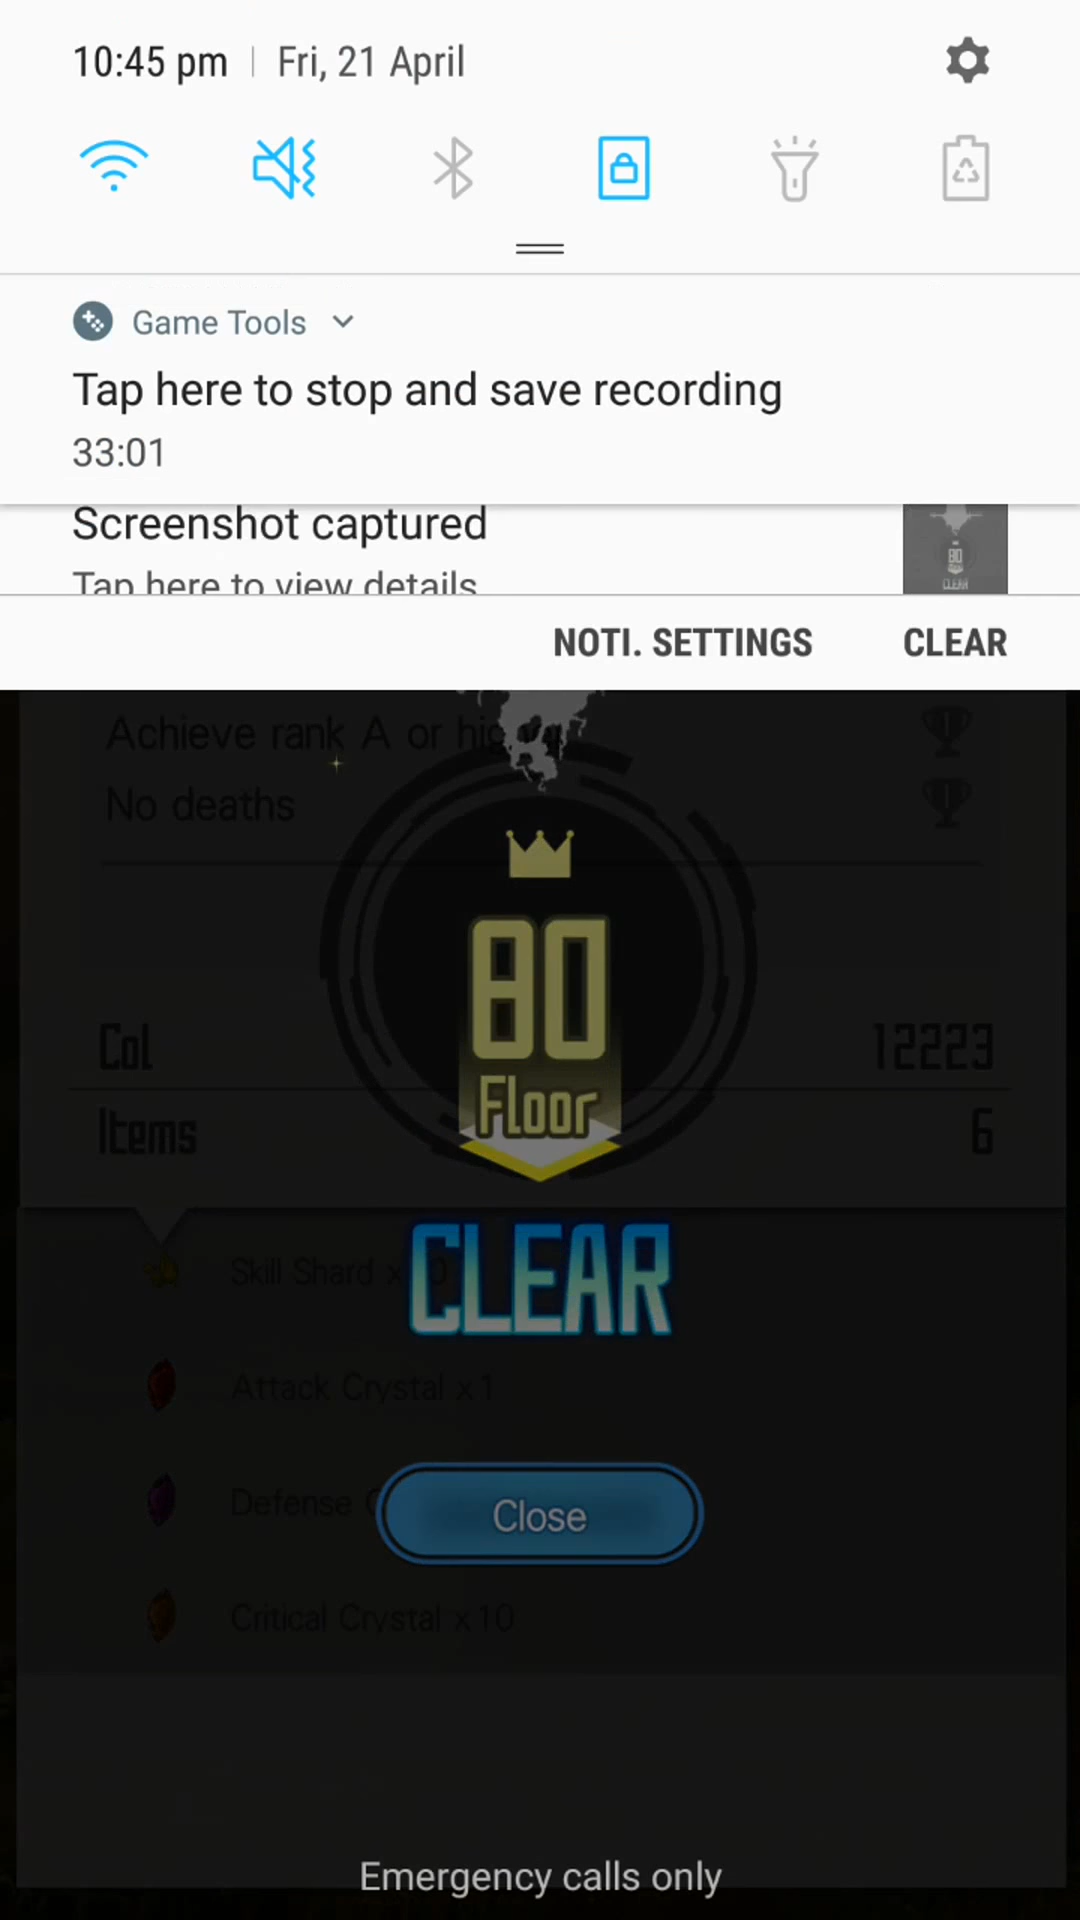 10:45 pm | Fri, 21 April
Game Tools
Tap here to stop and save recording
33:01
Screenshot captured
80
CLEAR
Tap here to view details
NOTI. SETTINGS CLEAR
Achieve rank A or
No deaths
80
Floor
Col 12223
Items 6
CLEAR
Skill Shard
Attack Crystal x1
Close
Defense
Critical Crystal x10
Emergency calls only